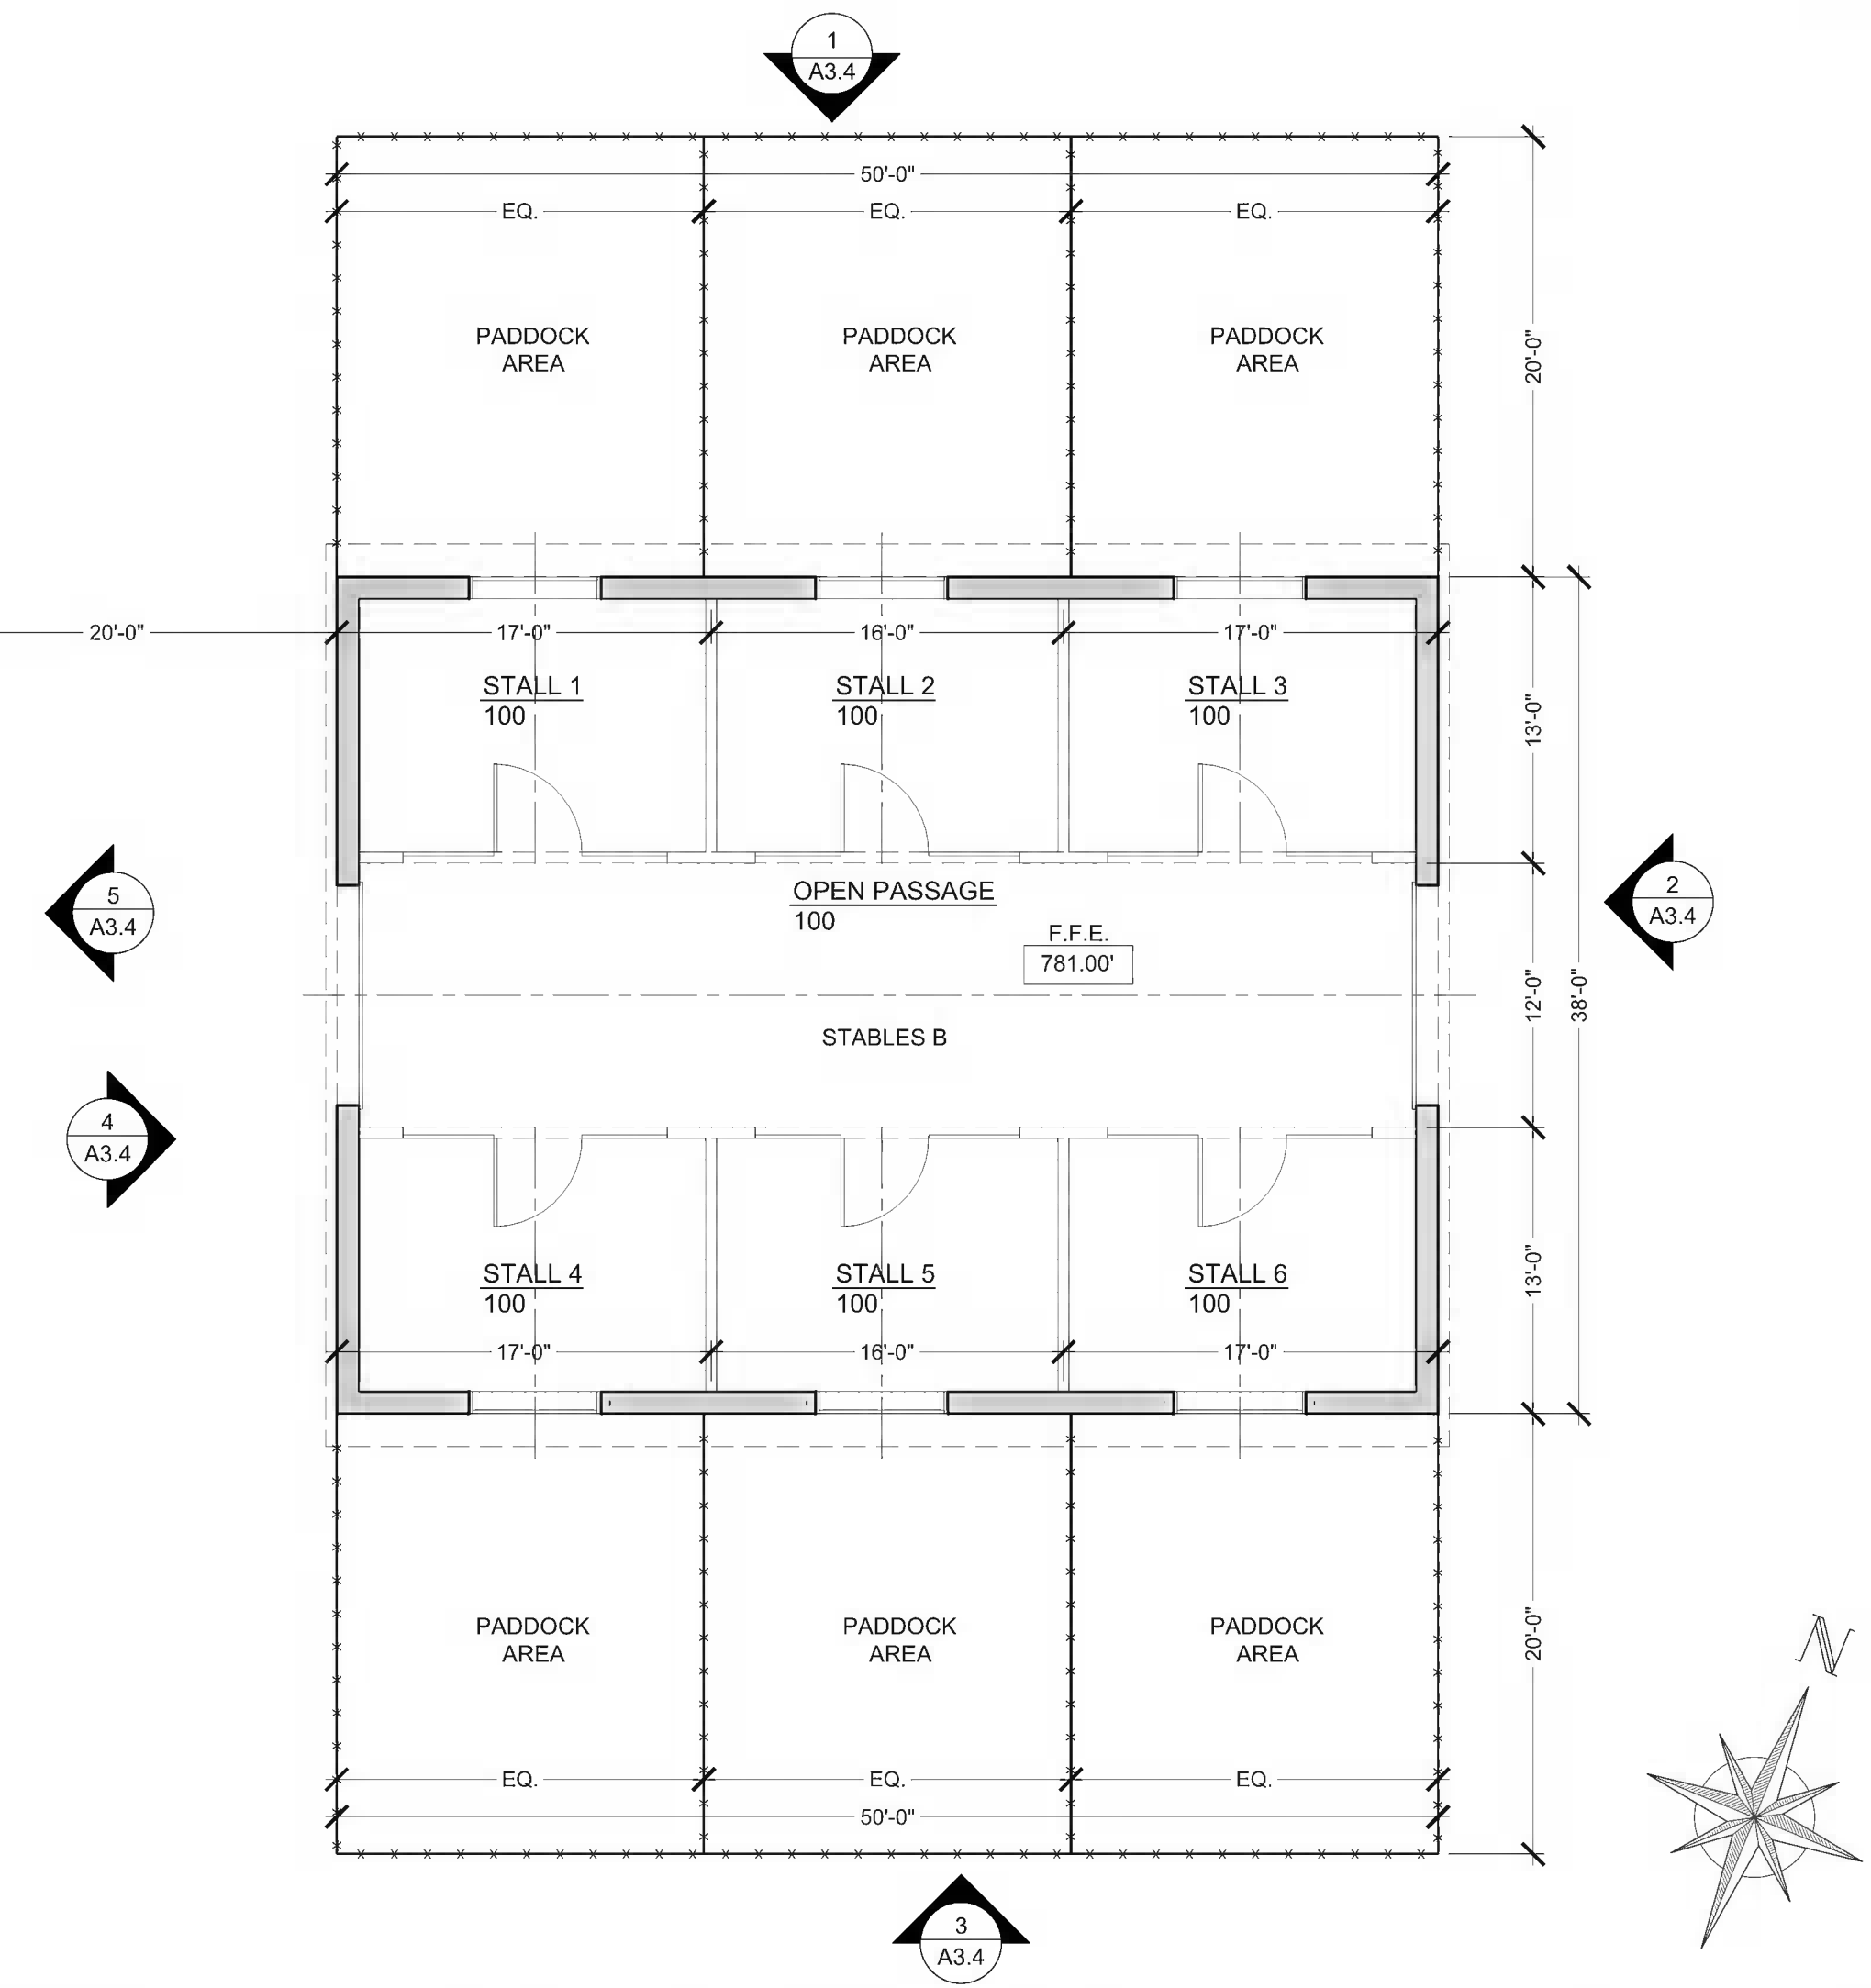 1
A3.4
50'-0"
EQ. EQ. EQ.
PADDOCK PADDOCK PADDOCK
AREA AREA AREA
20'-0"
20'-0" 17'-0" 16'-0" 17'-0"
STALL 1 STALL 2 STALL 3
100 100 100
13'-0"
5
A3.4
OPEN PASSAGE
100
2
A3.4
F.F.E.
781.00'
12'-0" 38'-0"
STABLES B
4
A3.4
STALL 4 STALL 5 STALL 6
100 100 100
13'-0"
17'-0" 16'-0" 17'-0"
PADDOCK PADDOCK PADDOCK
AREA AREA AREA
20'-0"
N
EQ. EQ. EQ.
50'-0"
3
A3.4